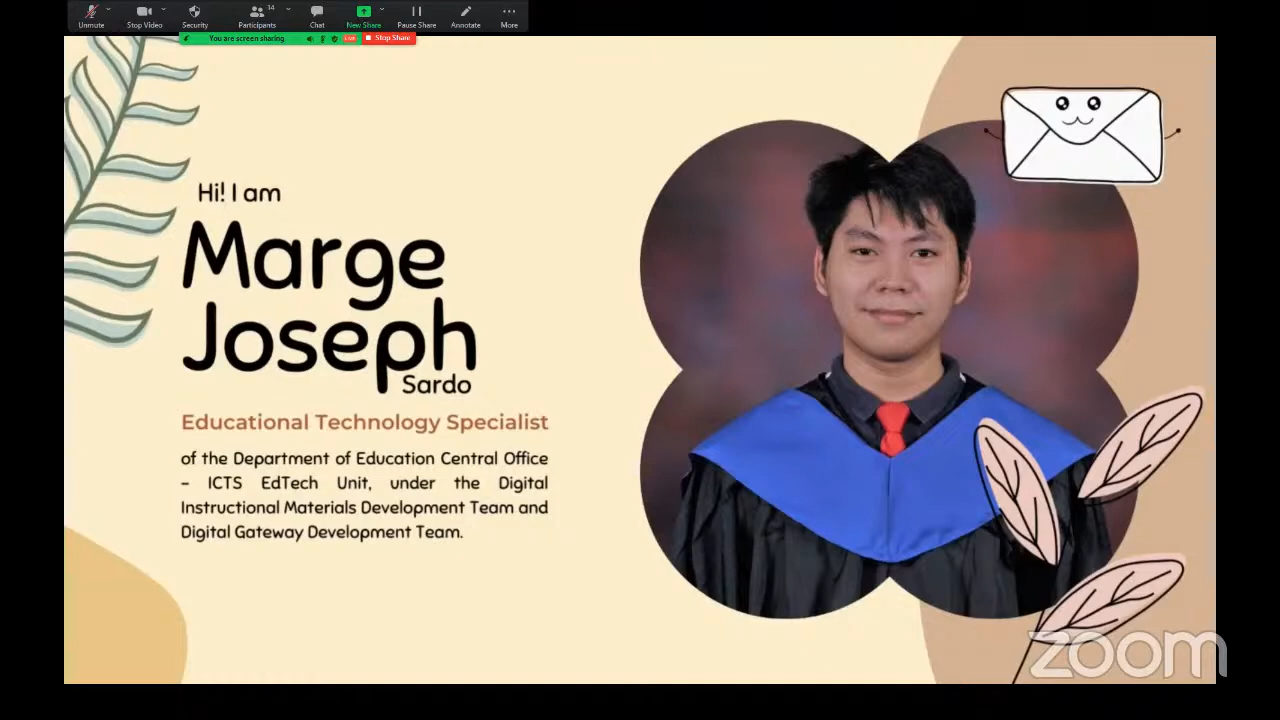 Unmute Stop Video Security Participants 14 Chat New Share Pause Share Annotate More
You are screen sharing LIVE Stop Share
Hi! I am
Marge
Joseph
Sardo
Educational Technology Specialist
of the Department of Education Central Office
- ICTS EdTech Unit, under the Digital
Instructional Materials Development Team and
Digital Gateway Development Team.
zoom